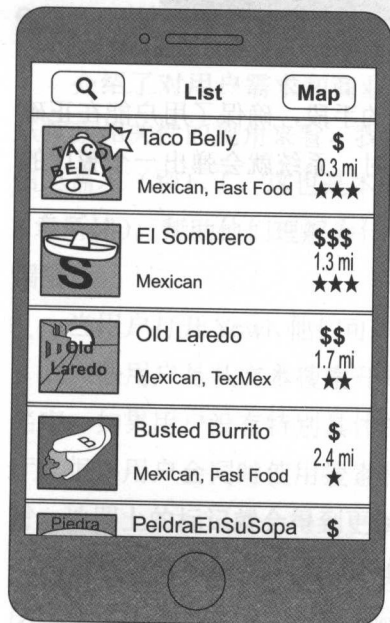 List
Map
TACO
BELLY
Taco Belly
$
0.3 mi
Mexican, Fast Food
★★★
S
El Sombrero
$$$
1.3 mi
Mexican
★★★
Old
Laredo
Old Laredo
$$
1.7 mi
Mexican, TexMex
★★
B
Busted Burrito
$
2.4 mi
Mexican, Fast Food
★
Piedra
PeidraEnSuSopa
$